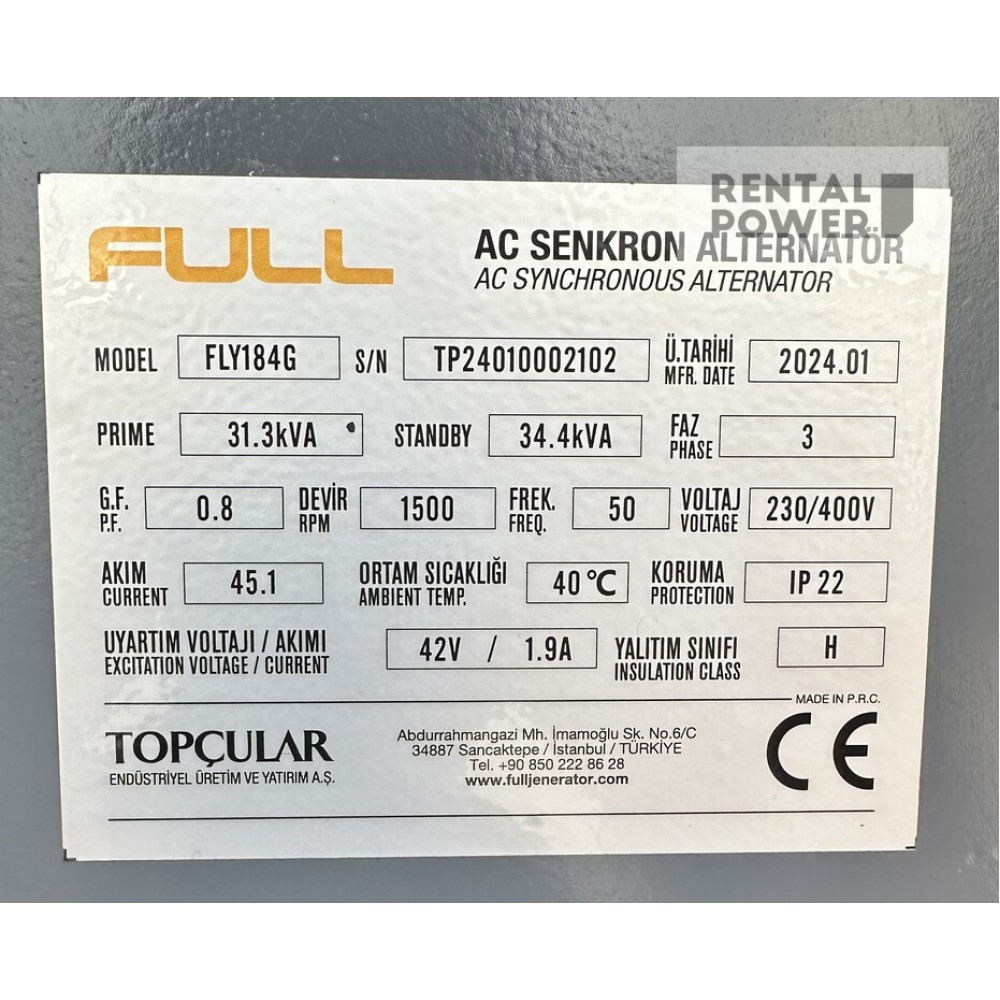 RENTAL
POWER
FULL
AC SENKRON ALTERNATÖR
AC SYNCHRONOUS ALTERNATOR
MODEL FLY184G S/N TP24010002102 Ü.TARİHİ MFR. DATE 2024.01
PRIME 31.3kVA STANDBY 34.4kVA FAZ PHASE 3
G.F. P.F. 0.8 DEVİR RPM 1500 FREK. FREQ. 50 VOLTAJ VOLTAGE 230/400V
AKIM CURRENT 45.1 ORTAM SICAKLIĞI AMBIENT TEMP. 40°C KORUMA PROTECTION IP 22
UYARTIM VOLTAJI / AKIMI EXCITATION VOLTAGE / CURRENT 42V / 1.9A YALITIM SINIFI INSULATION CLASS H
MADE IN P.R.C.
TOPÇULAR
ENDÜSTRİYEL ÜRETİM VE YATIRIM A.Ş.
Abdurrahmangazi Mh. İmamoğlu Sk. No.6/C
34887 Sancaktepe / İstanbul / TÜRKİYE
Tel. +90 850 222 86 28
www.fulljenerator.com
CE